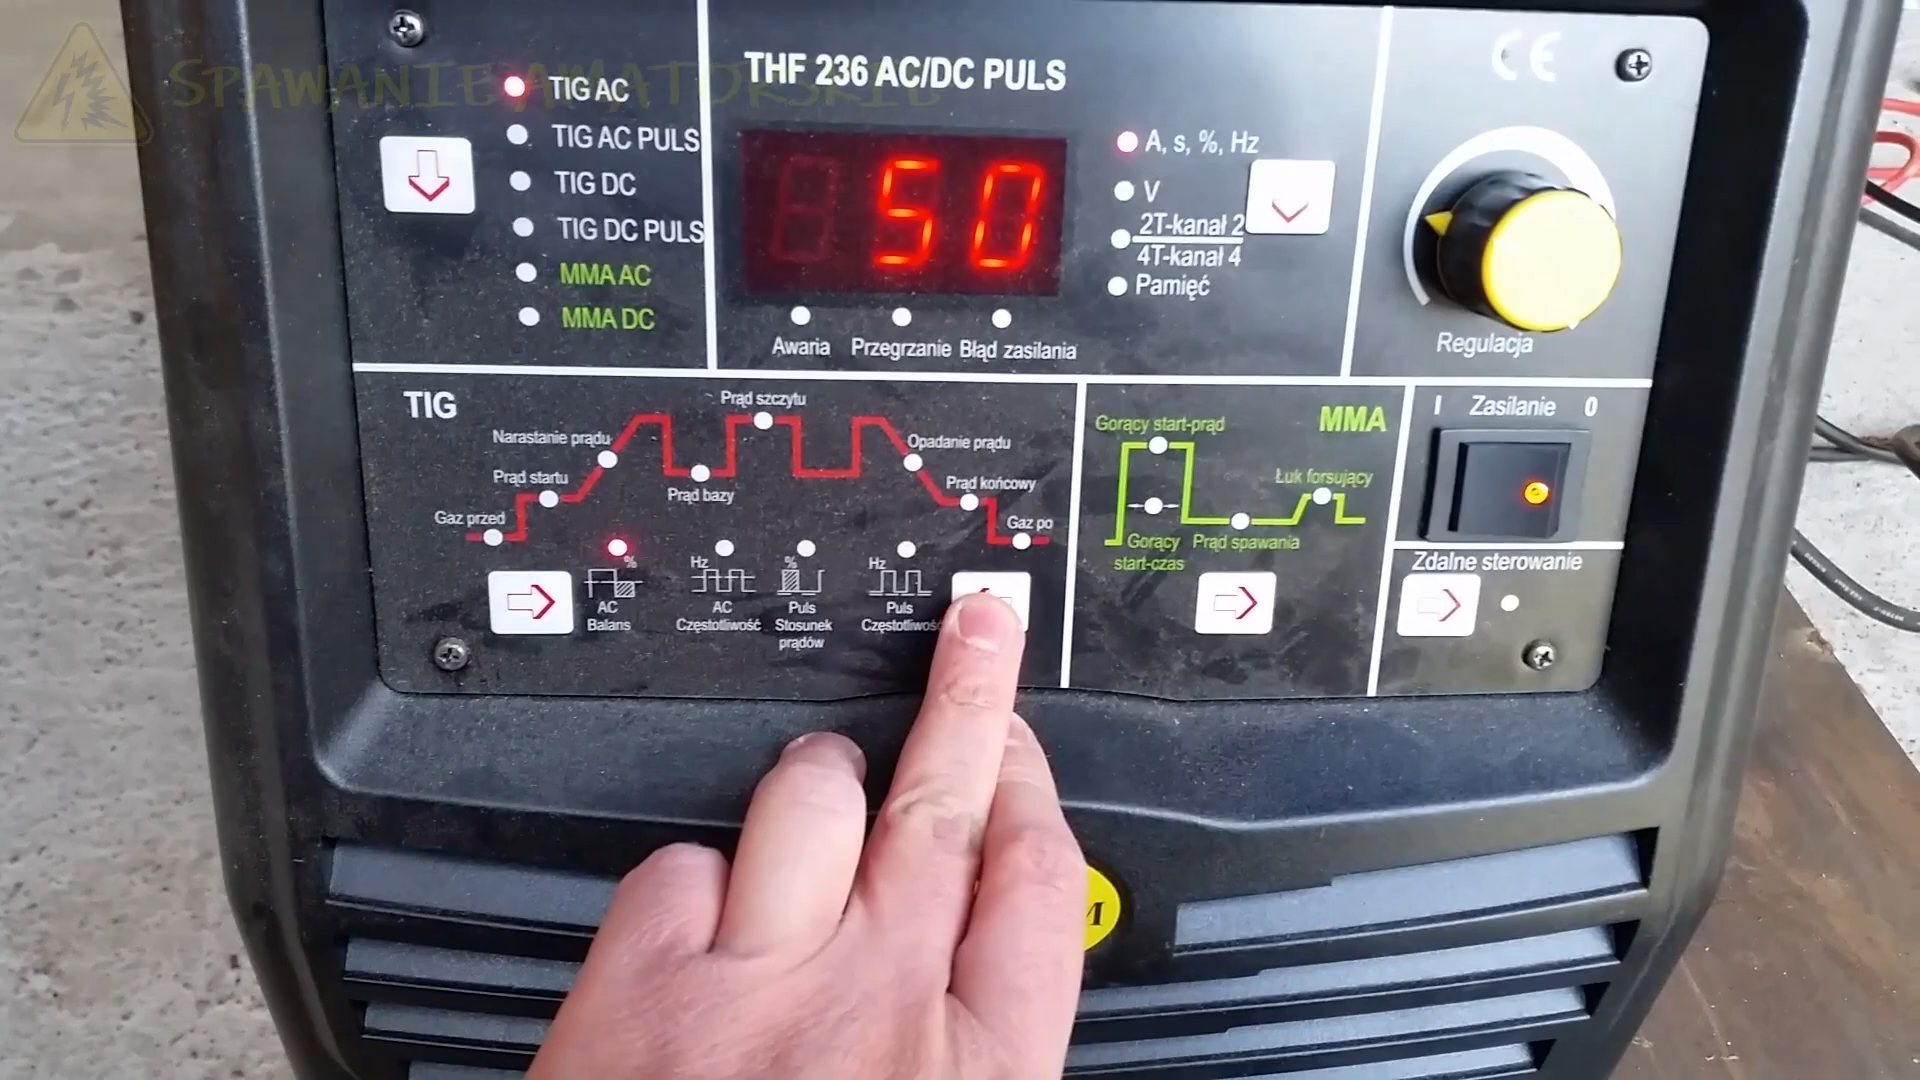 SPAWANIE AMATORSKIE
TIG AC
TIG AC PULS
TIG DC
TIG DC PULS
MMA AC
MMA DC
THF 236 AC/DC PULS
50
A, s, %, Hz
V
2T-kanał 2
4T-kanał 4
Pamięć
Awaria
Przegrzanie
Błąd zasilania
CE
Regulacja
TIG
Prąd szczytu
Narastanie prądu
Opadanie prądu
Prąd startu
Prąd bazy
Prąd końcowy
Gaz przed
Gaz po
%
AC
Balans
Hz
AC
Częstotliwość
%
Puls
Stosunek
prądów
Hz
Puls
Częstotliwość
MMA
Gorący start-prąd
Łuk forsujący
Gorący
start-czas
Prąd spawania
I Zasilanie 0
Zdalne sterowanie
M